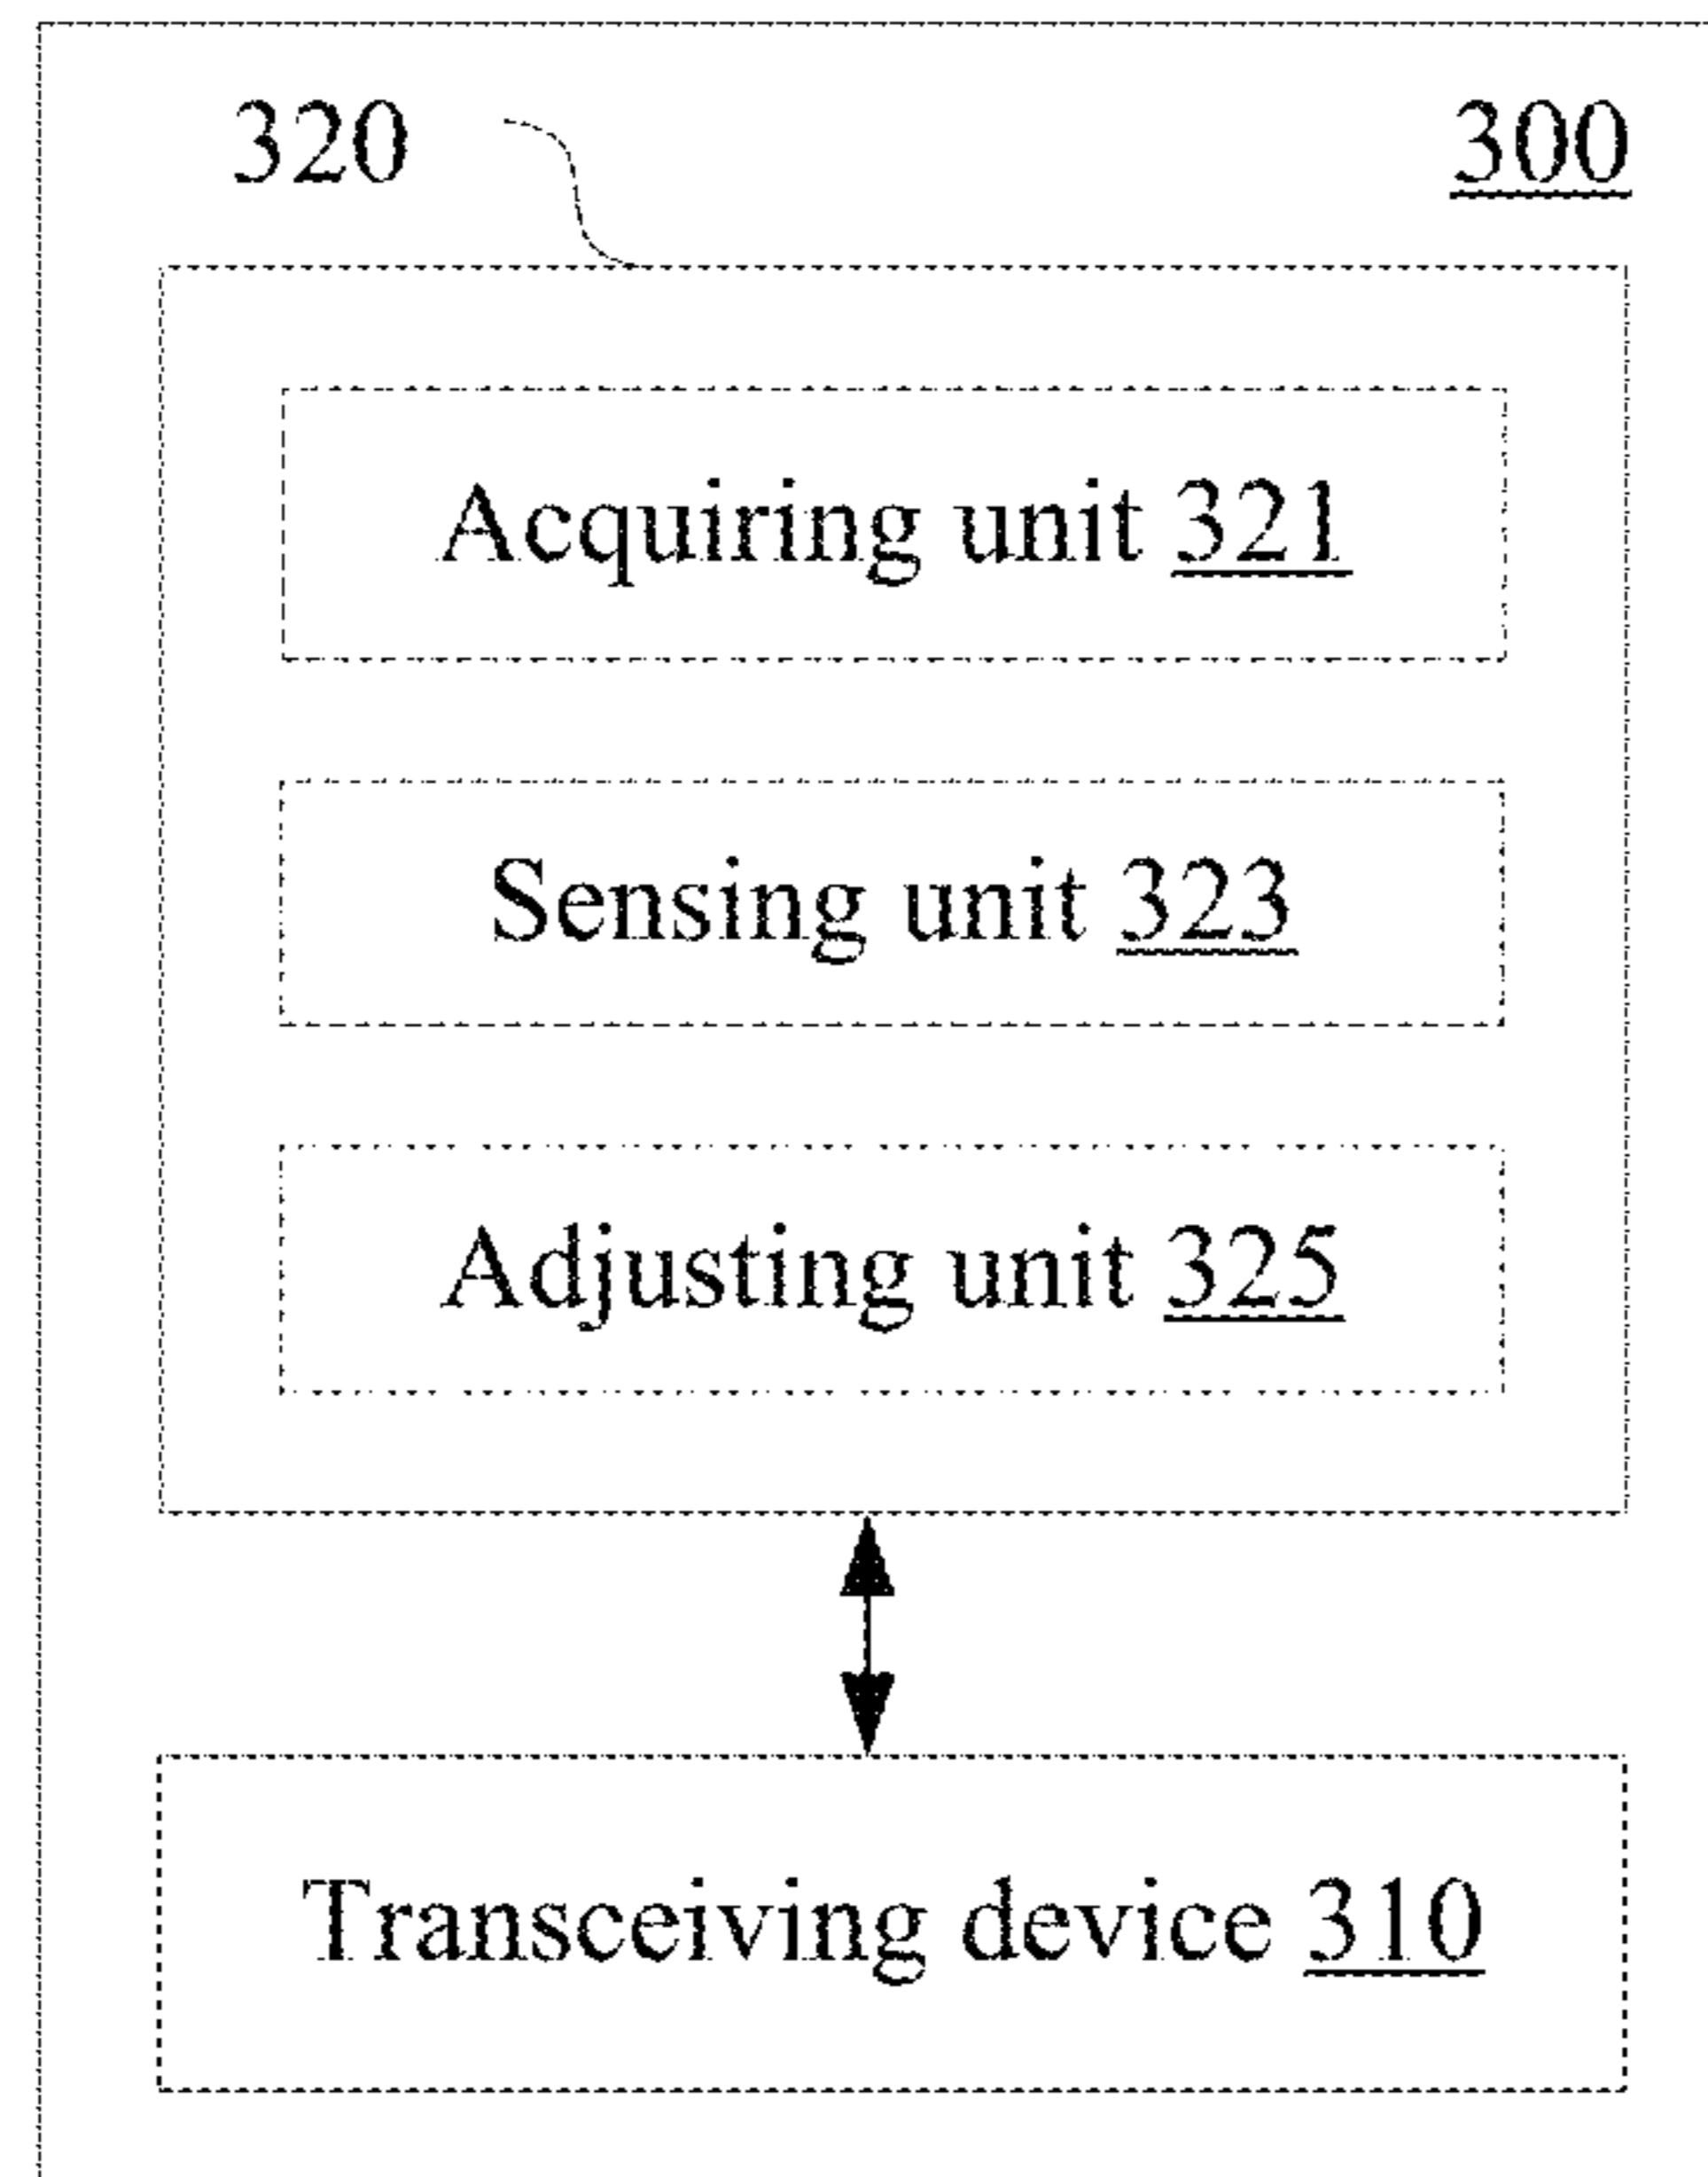 320
300
Acquiring unit 321
Sensing unit 323
Adjusting unit 325
Transceiving device 310